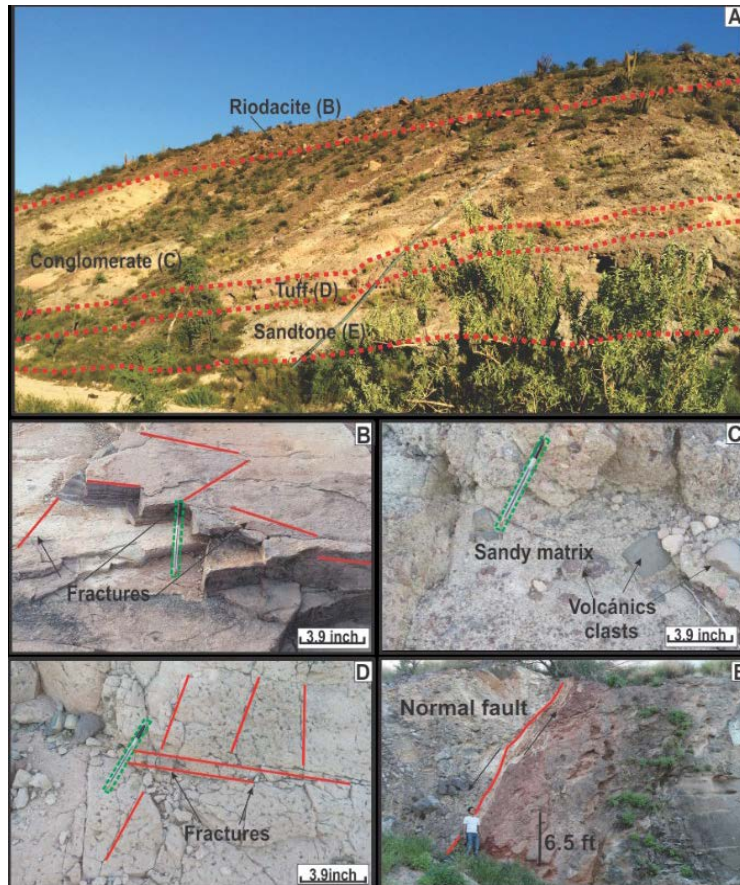 A
Riodacite (B)
Conglomerate (C)
Tuff (D)
Sandtone (E)
B
Fractures
3.9 inch
C
Sandy matrix
Volcánics
clasts
3.9 inch
D
Fractures
3.9inch
E
Normal fault
6.5 ft